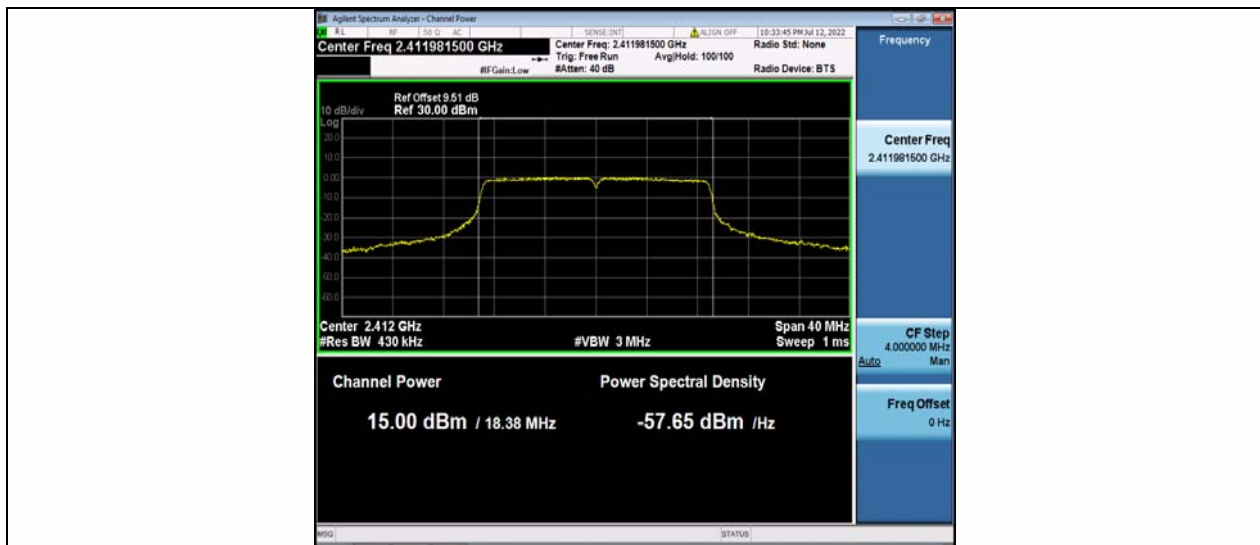 Agilent Spectrum Analyzer - Channel Power
RL RF 50 Ω AC SENSE:INT ALIGN OFF 10:33:45 PM Jul 12, 2022
Center Freq 2.411981500 GHz
Center Freq: 2.411981500 GHz Radio Std: None
Trig: Free Run Avg|Hold: 100/100
#IFGain:Low #Atten: 40 dB Radio Device: BTS
Ref Offset 9.51 dB
10 dB/div Ref 30.00 dBm
Log
20.0
10.0
0.00
-10.0
-20.0
-30.0
-40.0
-50.0
-60.0
Center 2.412 GHz Span 40 MHz
#Res BW 430 kHz #VBW 3 MHz Sweep 1 ms
Channel Power Power Spectral Density
15.00 dBm / 18.38 MHz -57.65 dBm /Hz
MSG STATUS
Frequency
Center Freq
2.411981500 GHz
CF Step
4.000000 MHz
Auto Man
Freq Offset
0 Hz